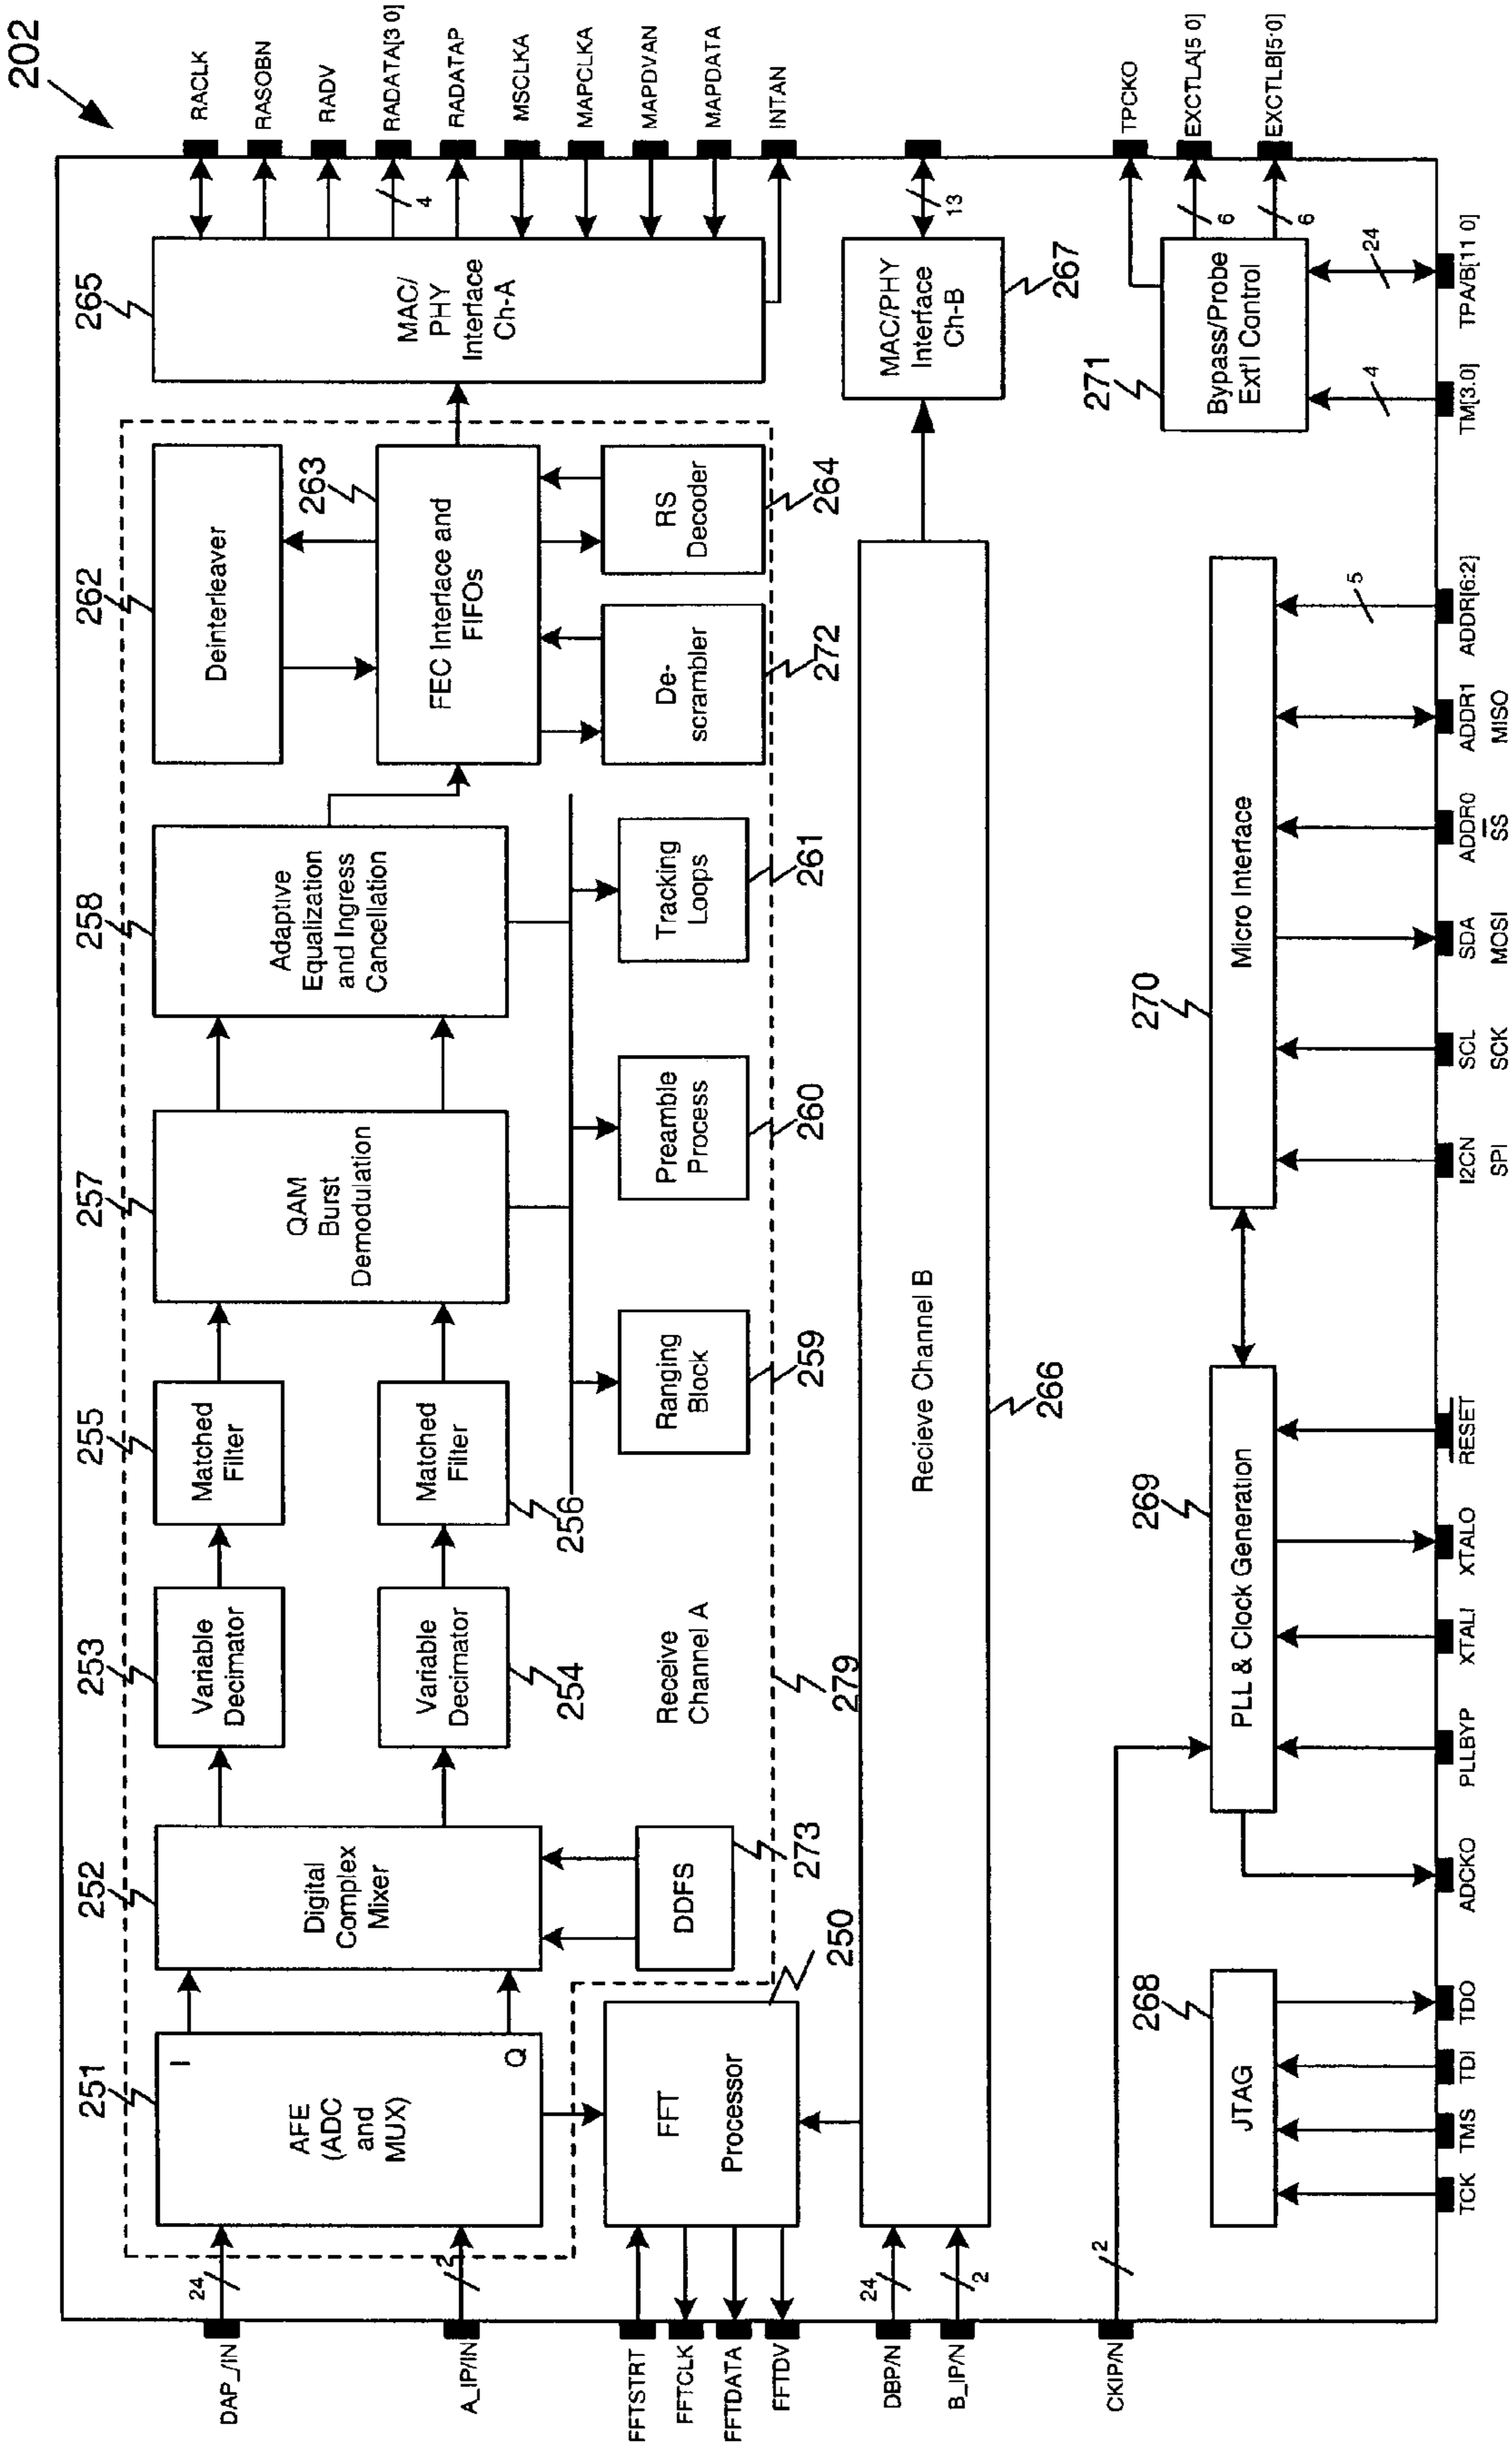 202
265
MAC/
PHY
Interface
Ch-A
RACLK
RASOBN
RADV
RADATA[3 0]
4
RADATAP
MSCLKA
MAPCLKA
MAPDVAN
MAPDATA
INTAN
251
I
Q
AFE
(ADC
and
MUX)
DAP_/IN
24
A_IP/IN
2
252
Digital
Complex
Mixer
DDFS
273
253
Variable
Decimator
Variable
Decimator
254
255
Matched
Filter
Matched
Filter
256
257
QAM
Burst
Demodulation
258
Adaptive
Equalization
and Ingress
Cancellation
262
Deinterleaver
263
FEC Interface and
FIFOs
De-
scrambler
272
RS
Decoder
264
Receive
Channel A
279
Ranging
Block
259
Preamble
Process
260
Tracking
Loops
261
250
FFT
Processor
FFTSTRT
FFTCLK
FFTDATA
FFTDV
DBP/N
24
B_IP/N
2
Recieve Channel B
266
MAC/PHY
Interface
Ch-B
267
13
CKIP/N
2
268
JTAG
TCK
TMS
TDI
TDO
269
PLL & Clock Generation
ADCKO
PLLBYP
XTALI
XTALO
RESET
270
Micro Interface
5
I2CN
SPI
SCL
SCK
SDA
MOSI
ADDR0
SS
ADDR1
MISO
ADDR[6:2]
271
Bypass/Probe
Ext'l Control
TPCKO
EXCTLA[5 0]
6
EXCTLB[5:0]
6
4
TM[3.0]
24
TPA/B[11 0]